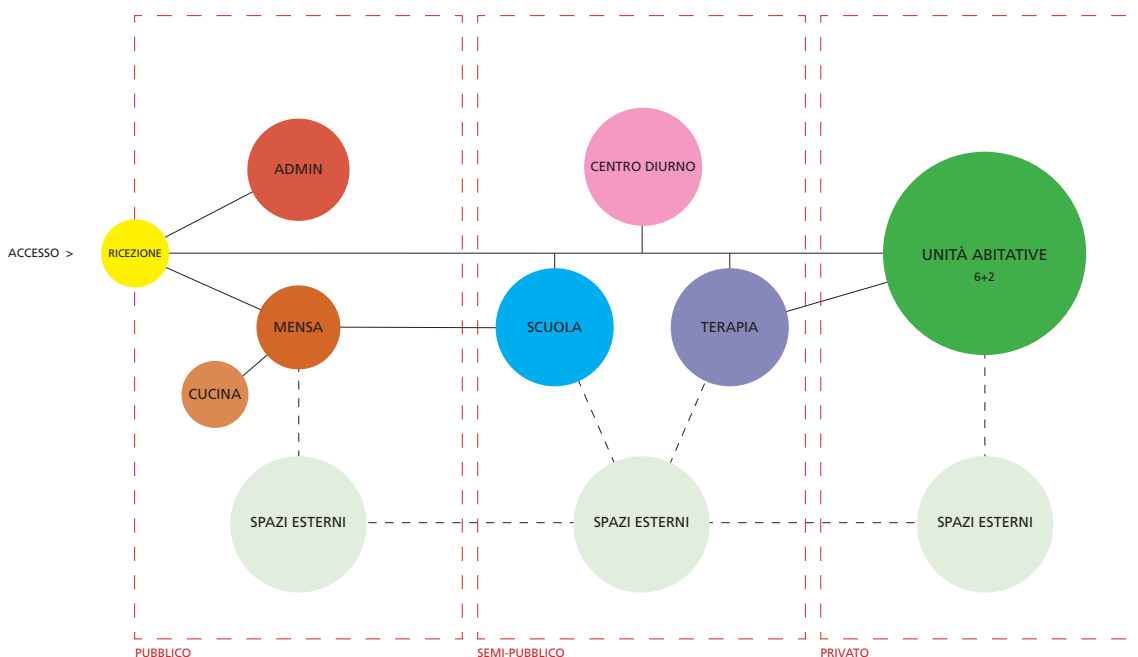 ADMIN
CENTRO DIURNO
ACCESSO >
RICEZIONE
UNITÀ ABITATIVE
6+2
MENSA
SCUOLA
TERAPIA
CUCINA
SPAZI ESTERNI
SPAZI ESTERNI
SPAZI ESTERNI
PUBBLICO
SEMI-PUBBLICO
PRIVATO